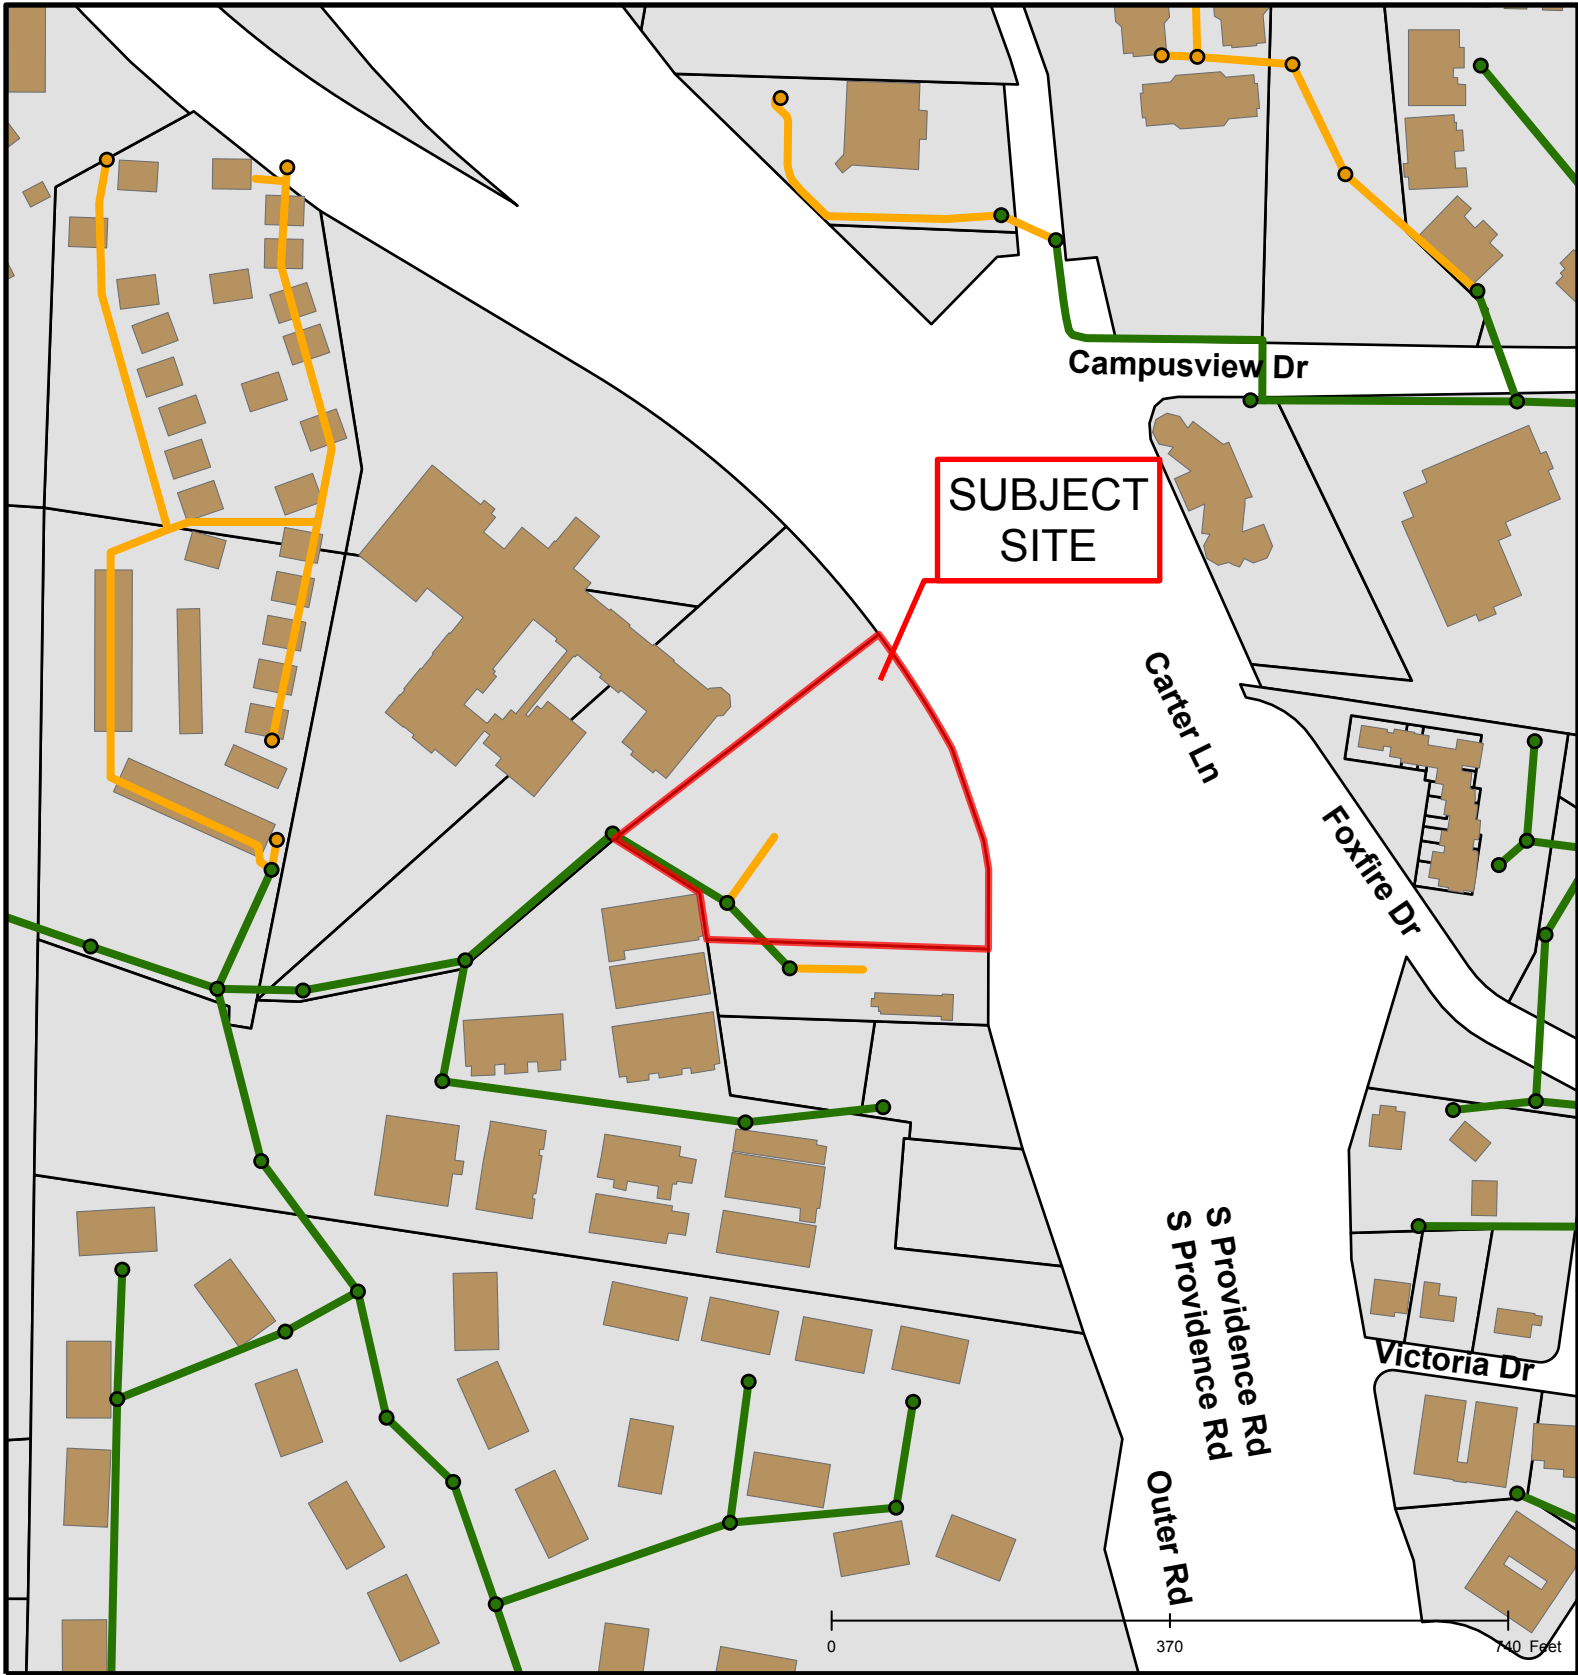 Campusview Dr
SUBJECT
SITE
Carter Ln
Foxfire Dr
S Providence Rd
S Providence Rd
Victoria Dr
Outer Rd
0 370 740 Feet